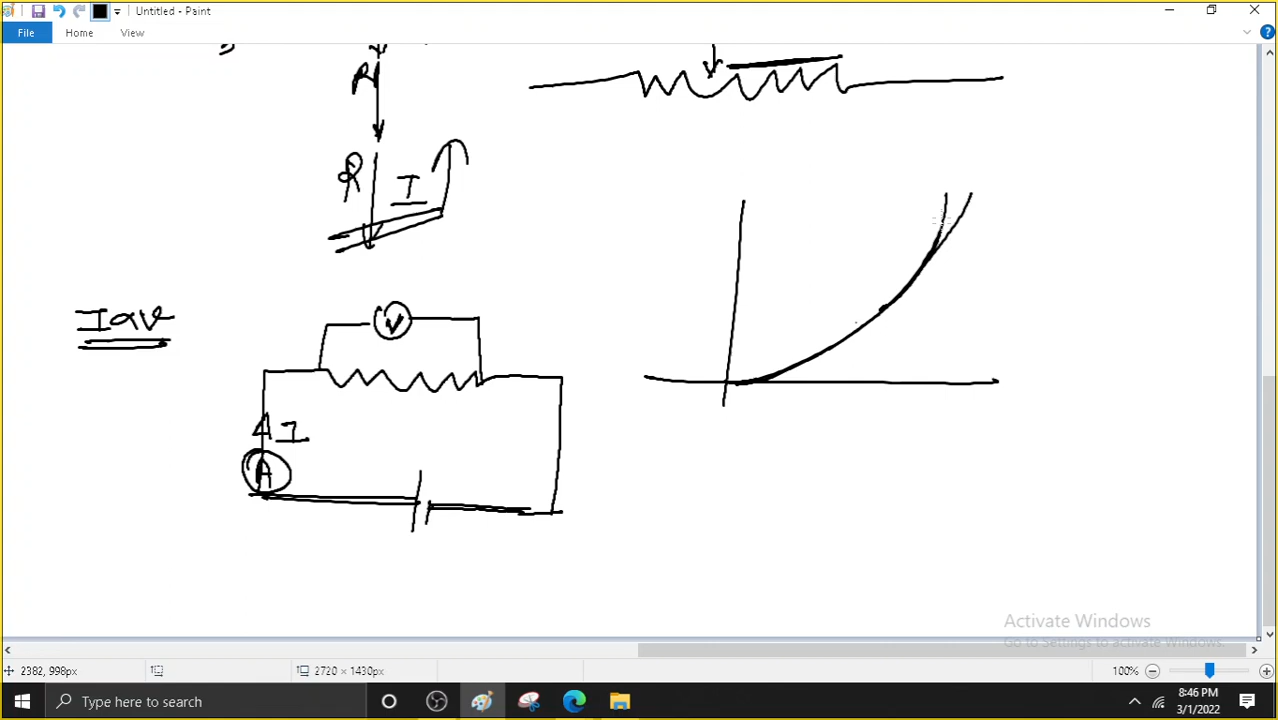 Untitled - Paint
File Home View
R
R
I
I α V
V
I
A
Activate Windows
Go to Settings to activate Windows.
2382, 998px
2720 × 1430px
100%
Type here to search
8:46 PM
3/1/2022